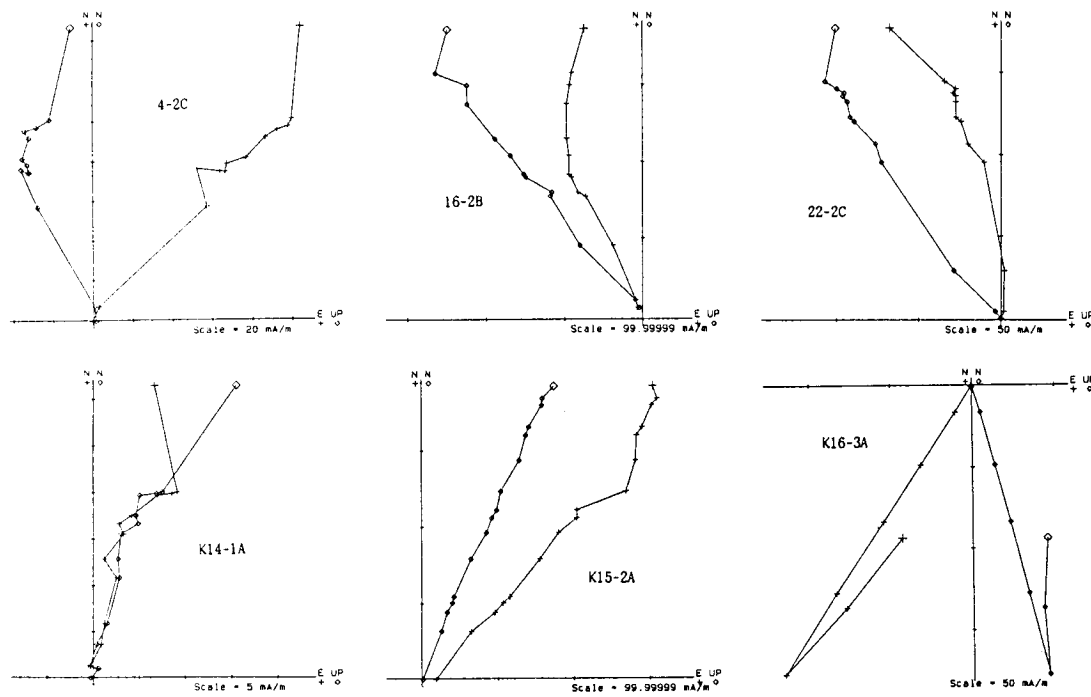 N N
+ o
4-2C
E UP
+ o
Scale = 20 mA/m
N N
+ o
16-2B
E UP
+ o
Scale = 99.99999 mA/m
N N
+ o
22-2C
E UP
+ o
Scale = 50 mA/m
N N
+ o
K14-1A
E UP
+ o
Scale = 5 mA/m
N N
+ o
K15-2A
E UP
+ o
Scale = 99.99999 mA/m
N N
+ o
E UP
+ o
K16-3A
Scale = 50 mA/m